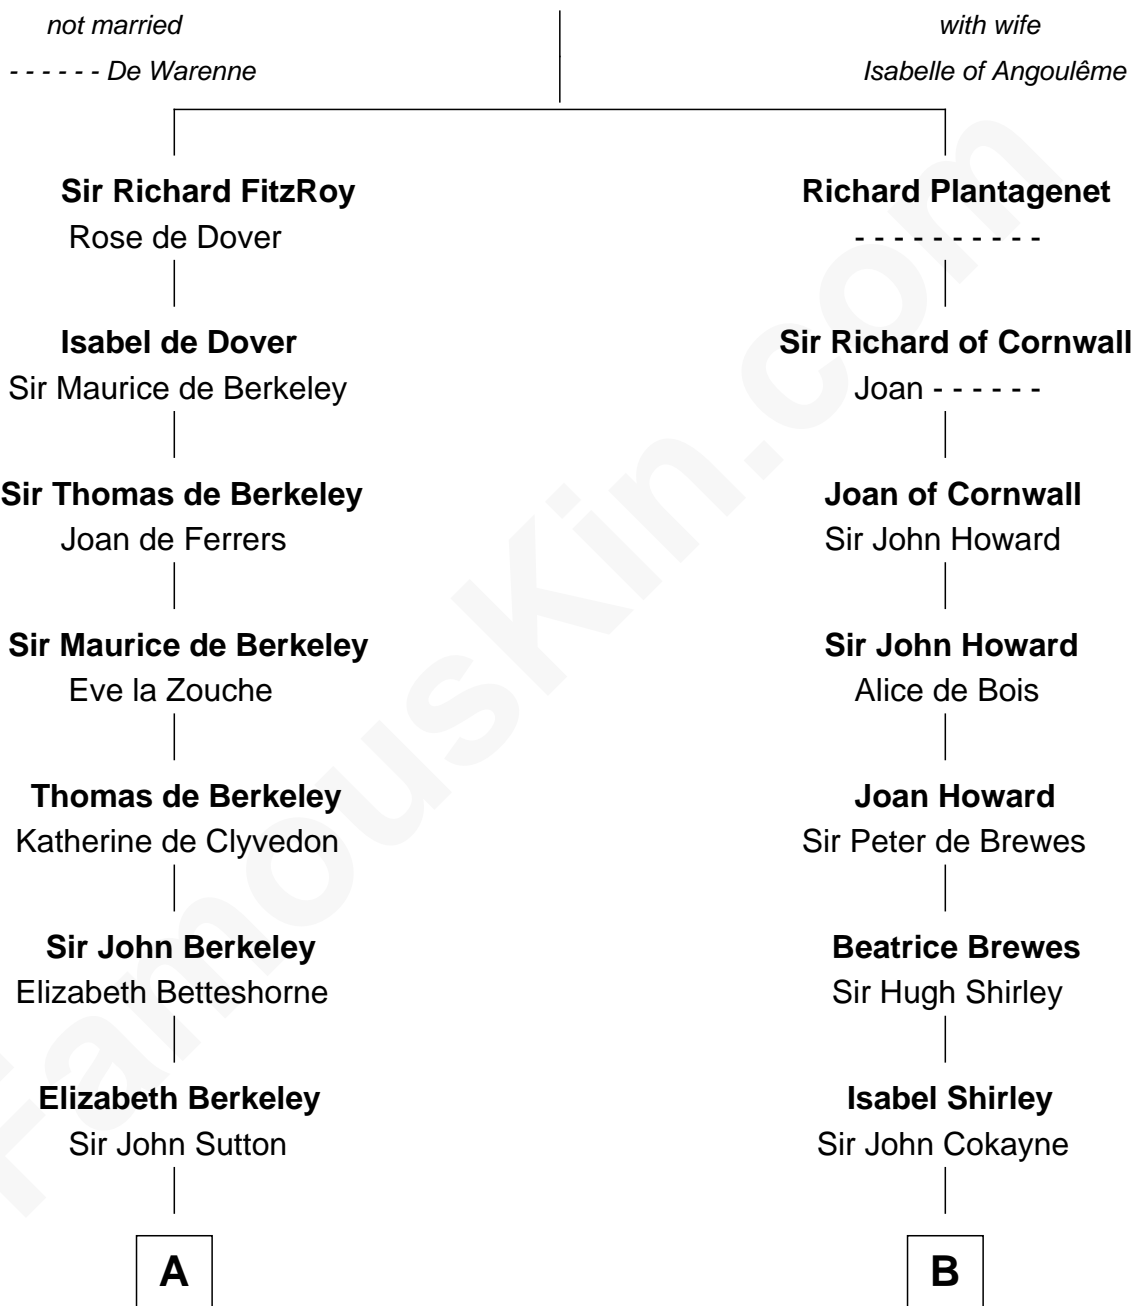 not married
with wife
- - - - - - De Warenne
Isabelle of Angoulême
Sir Richard FitzRoy
Rose de Dover
Richard Plantagenet
- - - - - - - - - -
Isabel de Dover
Sir Maurice de Berkeley
Sir Richard of Cornwall
Joan - - - - - -
Sir Thomas de Berkeley
Joan de Ferrers
Joan of Cornwall
Sir John Howard
Sir Maurice de Berkeley
Eve la Zouche
Sir John Howard
Alice de Bois
Thomas de Berkeley
Katherine de Clyvedon
Joan Howard
Sir Peter de Brewes
Sir John Berkeley
Elizabeth Betteshorne
Beatrice Brewes
Sir Hugh Shirley
Elizabeth Berkeley
Sir John Sutton
Isabel Shirley
Sir John Cokayne
A
B
FamousKin.com